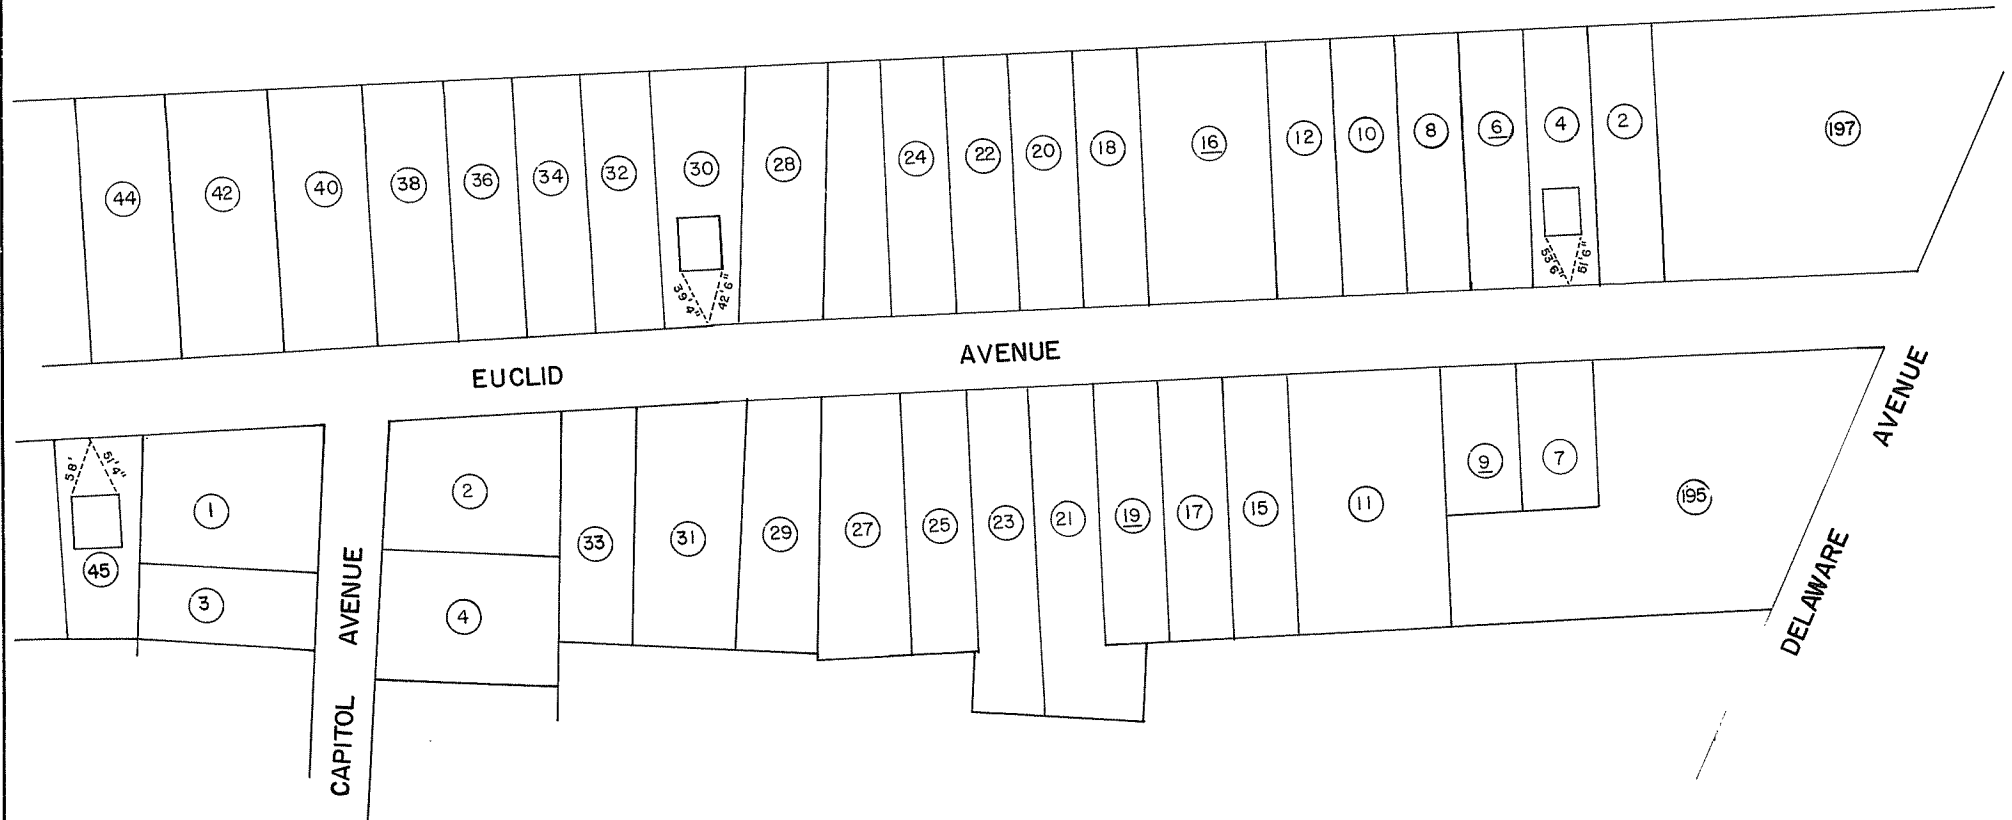 44 42 40 38 36 34 32 30 28 24 22 20 18 16 12 10 8 6 4 2 197
39'4" 42'6" 53'6" 51'6"
EUCLID AVENUE
58' 51'4"
45
1
3
CAPITOL AVENUE
2
4
33 31 29 27 25 23 21 19 17 15 11 9 7 195
DELAWARE AVENUE